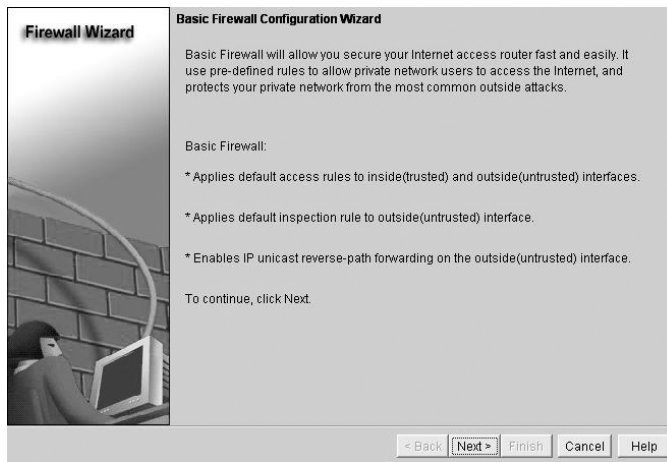 Firewall Wizard
Basic Firewall Configuration Wizard
Basic Firewall will allow you secure your Internet access router fast and easily. It
use pre-defined rules to allow private network users to access the Internet, and
protects your private network from the most common outside attacks.
Basic Firewall:
* Applies default access rules to inside(trusted) and outside(untrusted) interfaces.
* Applies default inspection rule to outside(untrusted) interface.
* Enables IP unicast reverse-path forwarding on the outside(untrusted) interface.
To continue, click Next.
< Back Next > Finish Cancel Help